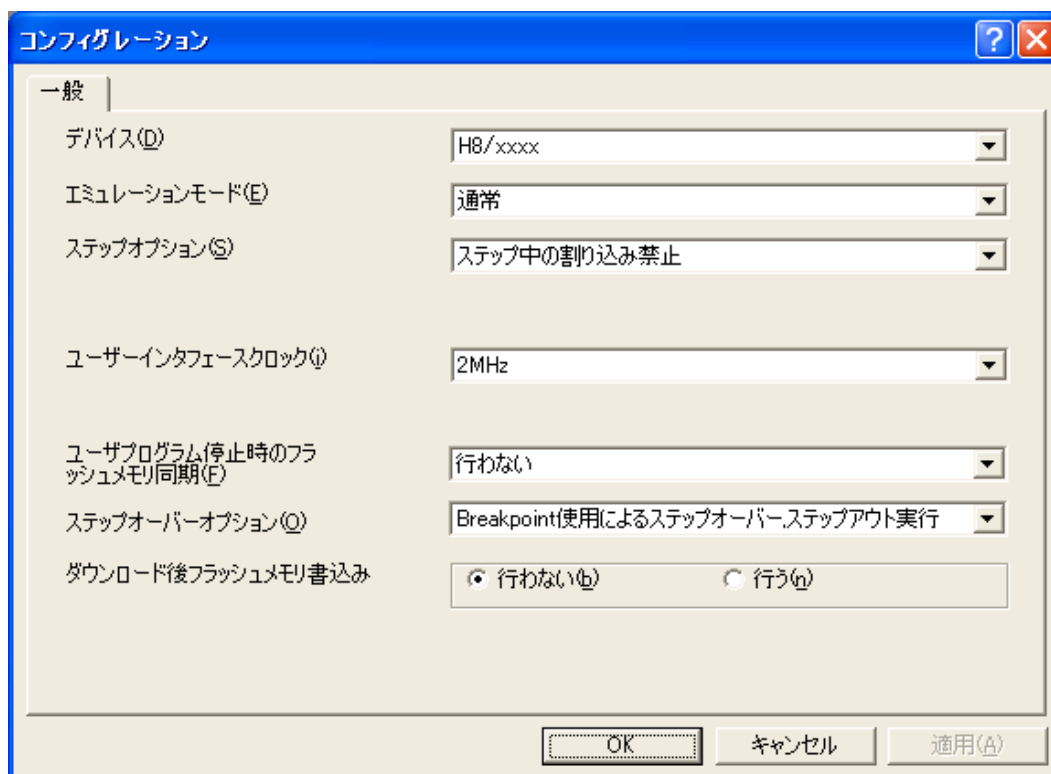 コンフィグレーション
一般
デバイス(D)
H8/xxxx
エミュレーションモード(E)
通常
ステップオプション(S)
ステップ中の割り込み禁止
ユーザーインタフェースクロック(i)
2MHz
ユーザプログラム停止時のフラ
ッシュメモリ同期(F)
行わない
ステップオーバーオプション(O)
Breakpoint使用によるステップオーバー,ステップアウト実行
ダウンロード後フラッシュメモリ書込み
行わない(b) 行う(n)
OK キャンセル 適用(A)